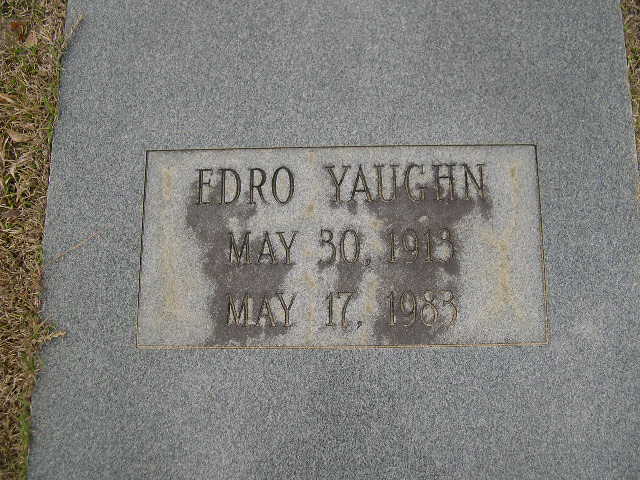 EDRO YAUGHN
MAY 30, 1913
MAY 17, 1983